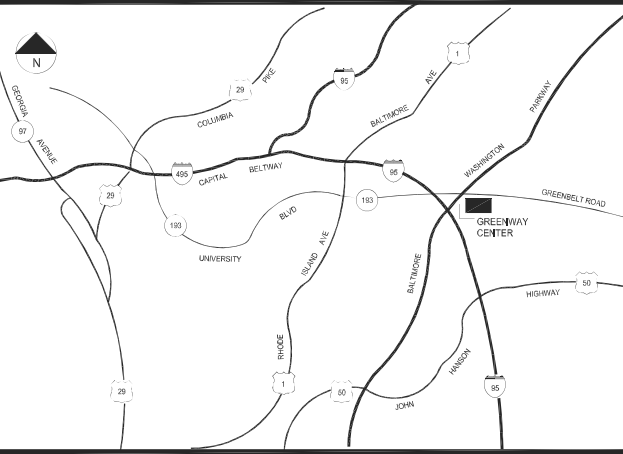 N
GEORGIA
AVENUE
97
29
COLUMBIA
PIKE
95
1
BALTIMORE
AVE
WASHINGTON
PARKWAY
495
CAPITAL
BELTWAY
95
29
193
UNIVERSITY
BLVD
193
GREENBELT ROAD
GREENWAY
CENTER
ISLAND AVE
RHODE
BALTIMORE
50
HIGHWAY
HANSON
JOHN
50
1
29
95